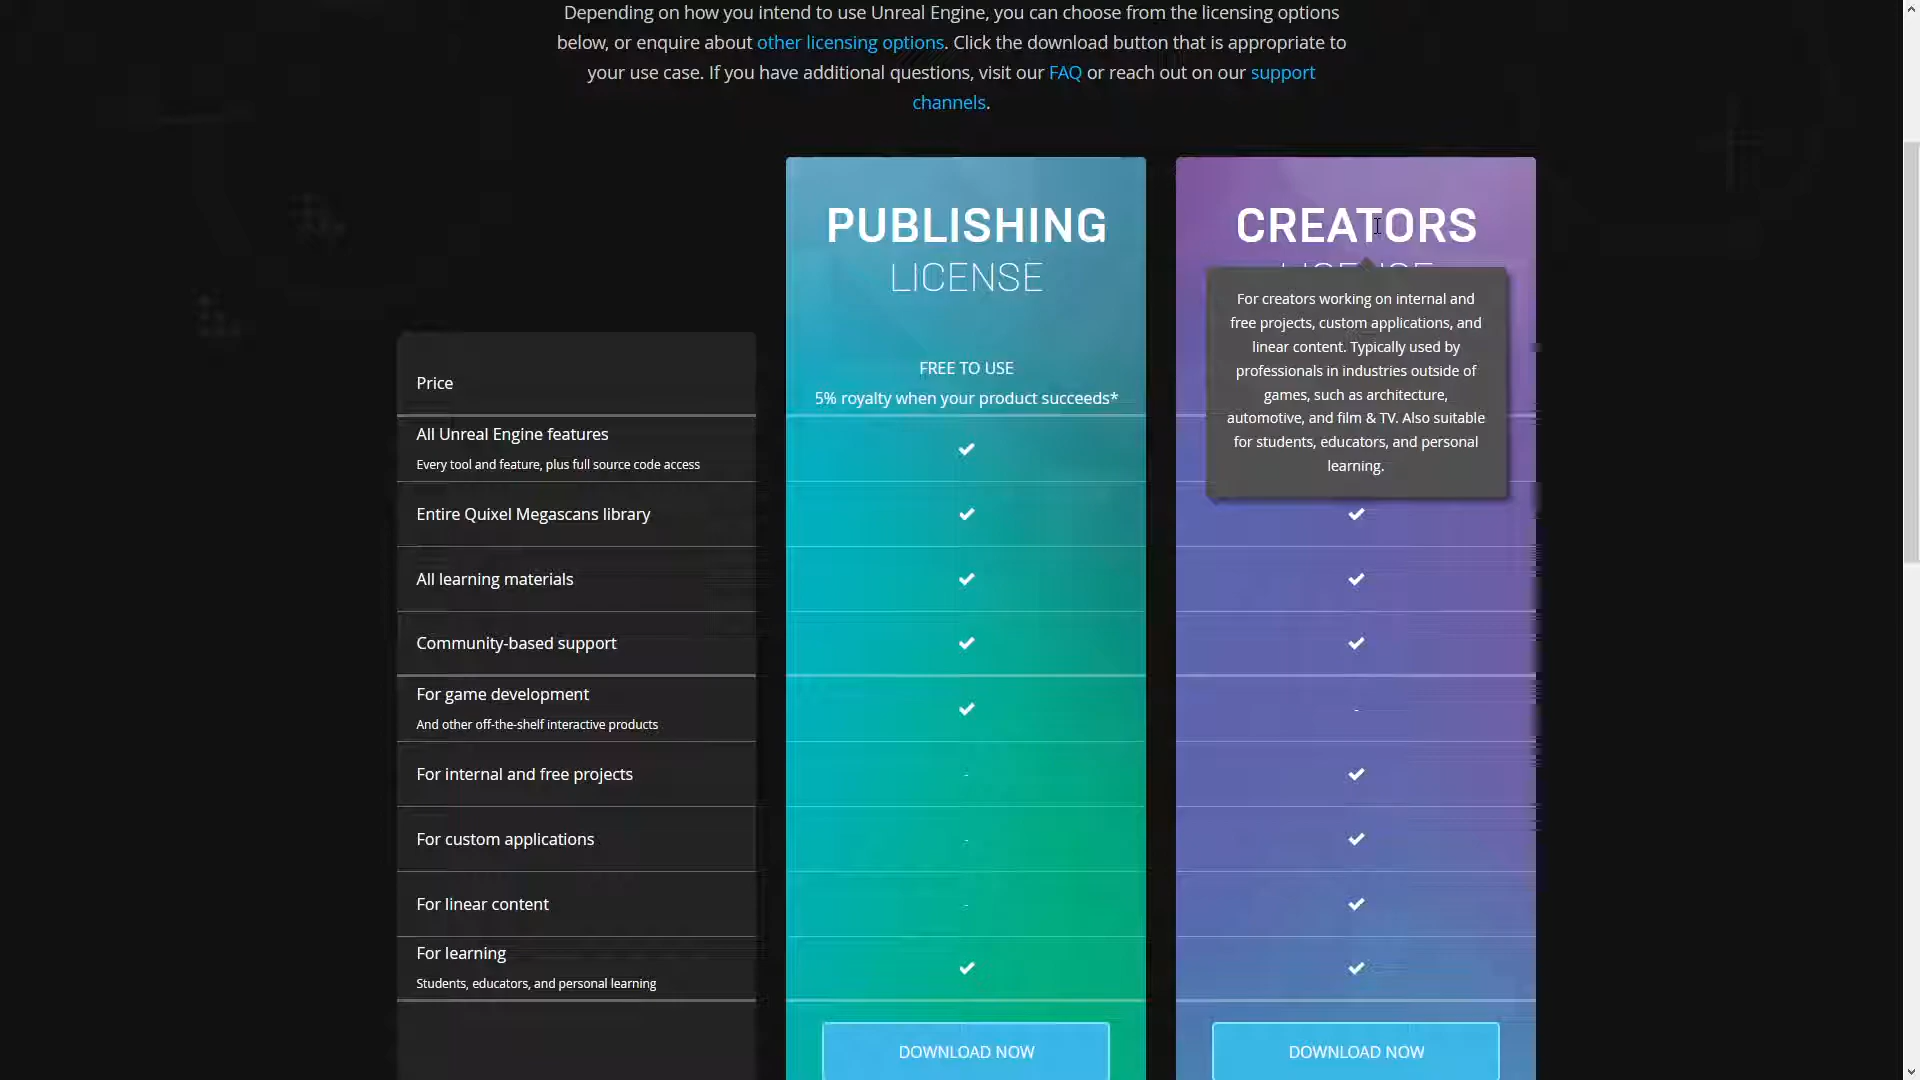 Depending on how you intend to use Unreal Engine, you can choose from the licensing options
below, or enquire about other licensing options. Click the download button that is appropriate to
your use case. If you have additional questions, visit our FAQ or reach out on our support
channels.
PUBLISHING
LICENSE
CREATORS
For creators working on internal and
free projects, custom applications, and
linear content. Typically used by
professionals in industries outside of
games, such as architecture,
automotive, and film & TV. Also suitable
for students, educators, and personal
learning.
Price
FREE TO USE
5% royalty when your product succeeds*
All Unreal Engine features
Every tool and feature, plus full source code access
Entire Quixel Megascans library
All learning materials
Community-based support
For game development
And other off-the-shelf interactive products
-
For internal and free projects
-
For custom applications
-
For linear content
-
For learning
Students, educators, and personal learning
DOWNLOAD NOW
DOWNLOAD NOW